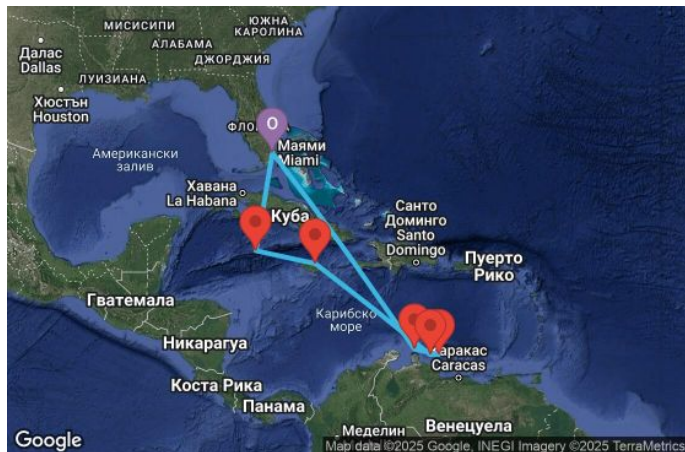 МИСИСИПИ
ЮЖНА
КАРОЛИНА
АЛАБАМА
Далас
Dallas
ДЖОРДЖИЯ
ЛУИЗИАНА
Хюстън
Houston
O
ФЛО
Маями
Miami
Американски
залив
Хавана
La Habana
Куба
Санто
Доминго
Santo
Domingo
Пуерто
Рико
Гватемала
Карибско
море
Никарагуа
Каракас
Caracas
Коста Рика
Панама
Меделин
Венецуела
Google
Map data ©2025 Google, INEGI Imagery ©2025 TerraMetrics